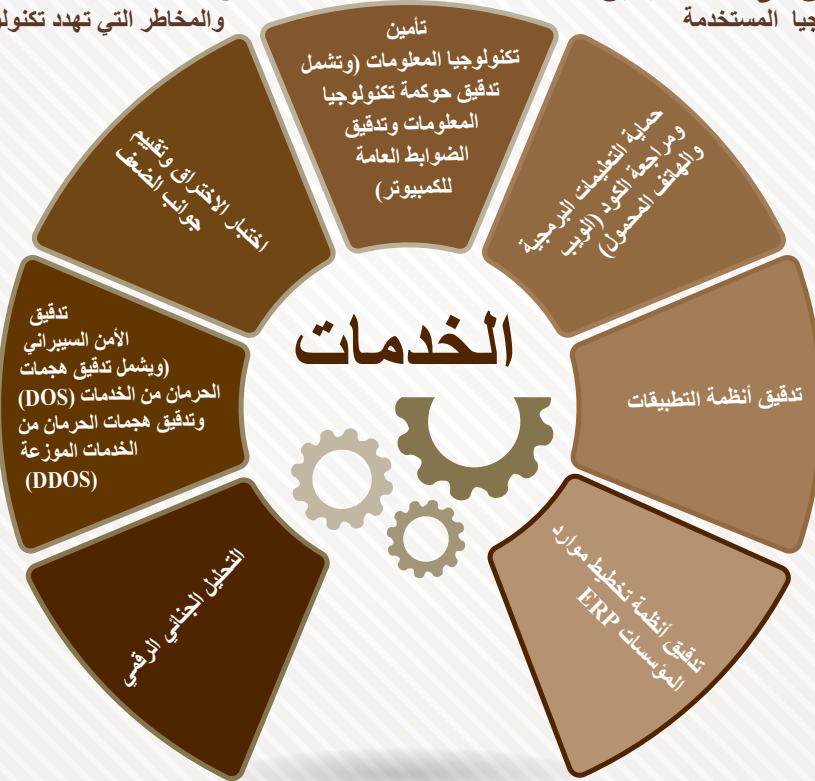 والمخاطر التي تهدد
المستخدمة
تأمين
تكنولوجيا المعلومات (وتشمل
تدقيق حوكمة تكنولوجيا
المعلومات وتدقيق
الضوابط العامة
للكمبيوتر)
حماية التعليمات البرمجية
ومراجعة الكود (الويب
والهاتف المحمول)
تدقيق أنظمة التطبيقات
تدقيق أنظمة تخطيط موارد
المؤسسات ERP
اختبار الاختراق وتقييم
جوانب الضعف
تدقيق
الأمن السيبراني
(ويشمل تدقيق هجمات
الحرمان من الخدمات (DOS)
وتدقيق هجمات الحرمان من
الخدمات الموزعة
(DDOS)
التحليل الجنائي الرقمي
الخدمات